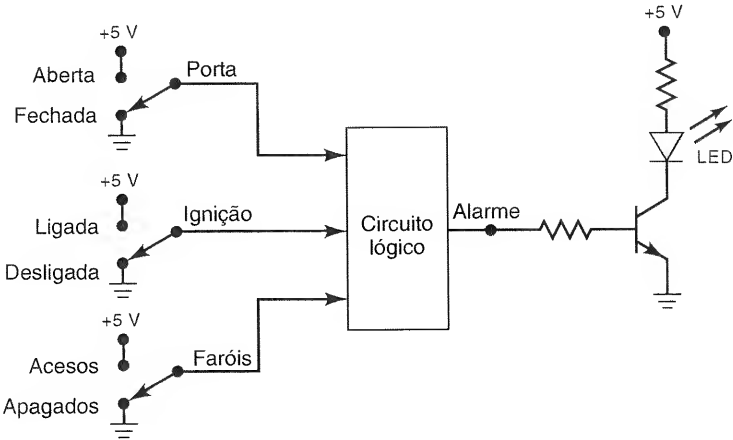 +5 V
Aberta
Porta
Fechada
+5 V
Ligada
Ignição
Desligada
+5 V
Acesos
Faróis
Apagados
Circuito
lógico
Alarme
+5 V
LED